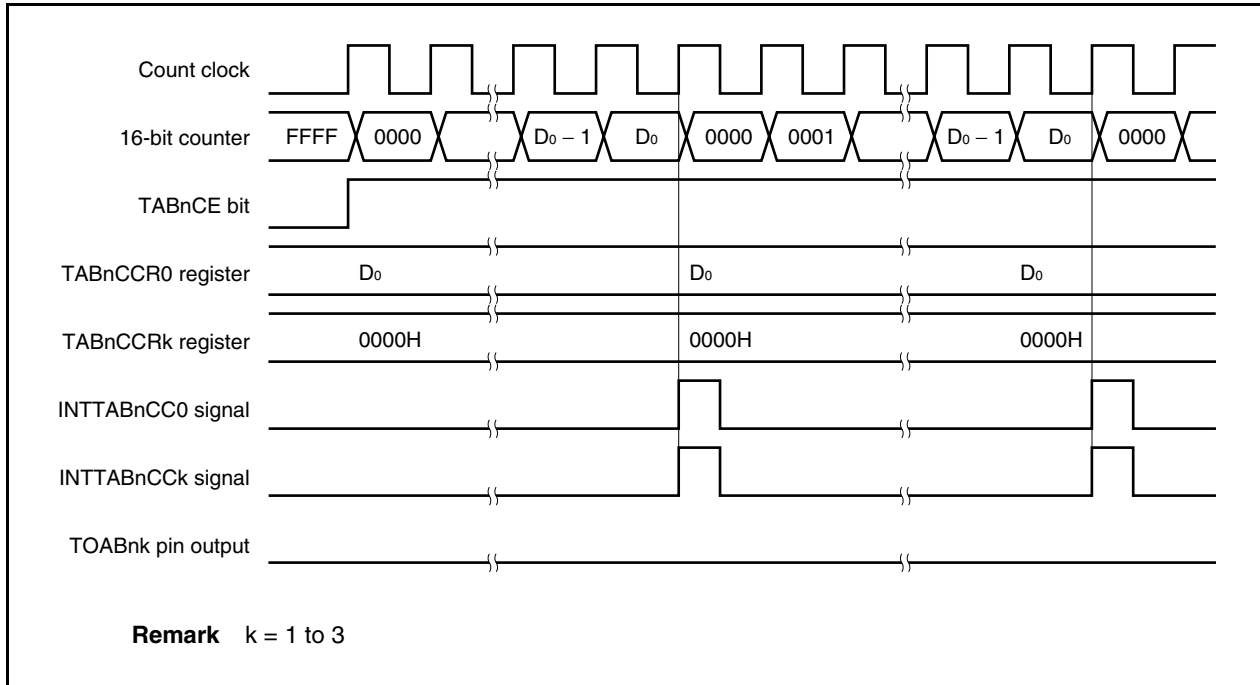 Count clock
16-bit counter FFFF 0000 D₀ − 1 D₀ 0000 0001 D₀ − 1 D₀ 0000
TABnCE bit
TABnCCR0 register D₀ D₀ D₀
TABnCCRk register 0000H 0000H 0000H
INTTABnCC0 signal
INTTABnCCk signal
TOABnk pin output
Remark k = 1 to 3